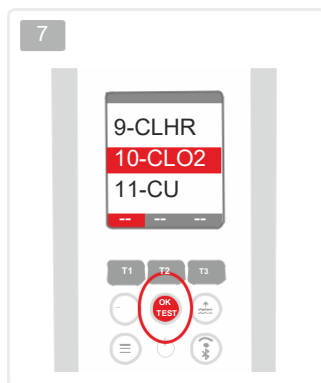 7
9-CLHR
10-CLO2
11-CU
-- -- --
T1 T2 T3
OK
TEST